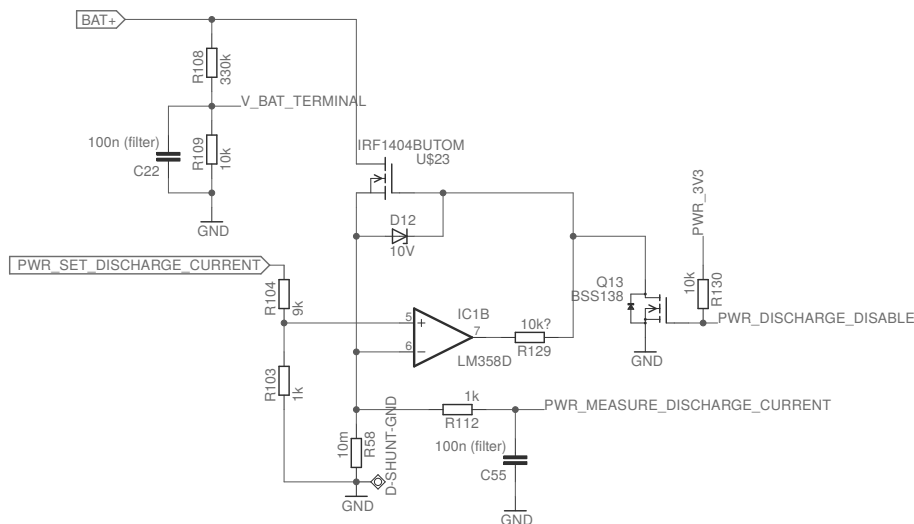 BAT+
R108
330k
V_BAT_TERMINAL
100n (filter)
C22
R109
10k
GND
IRF1404BUTOM
U$23
D12
10V
PWR_3V3
Q13
BSS138
10k
R130
PWR_DISCHARGE_DISABLE
GND
PWR_SET_DISCHARGE_CURRENT
R104
9k
5
+
6
−
7
IC1B
LM358D
10k?
R129
R103
1k
1k
R112
PWR_MEASURE_DISCHARGE_CURRENT
10m
R58
D-SHUNT-GND
100n (filter)
C55
GND
GND